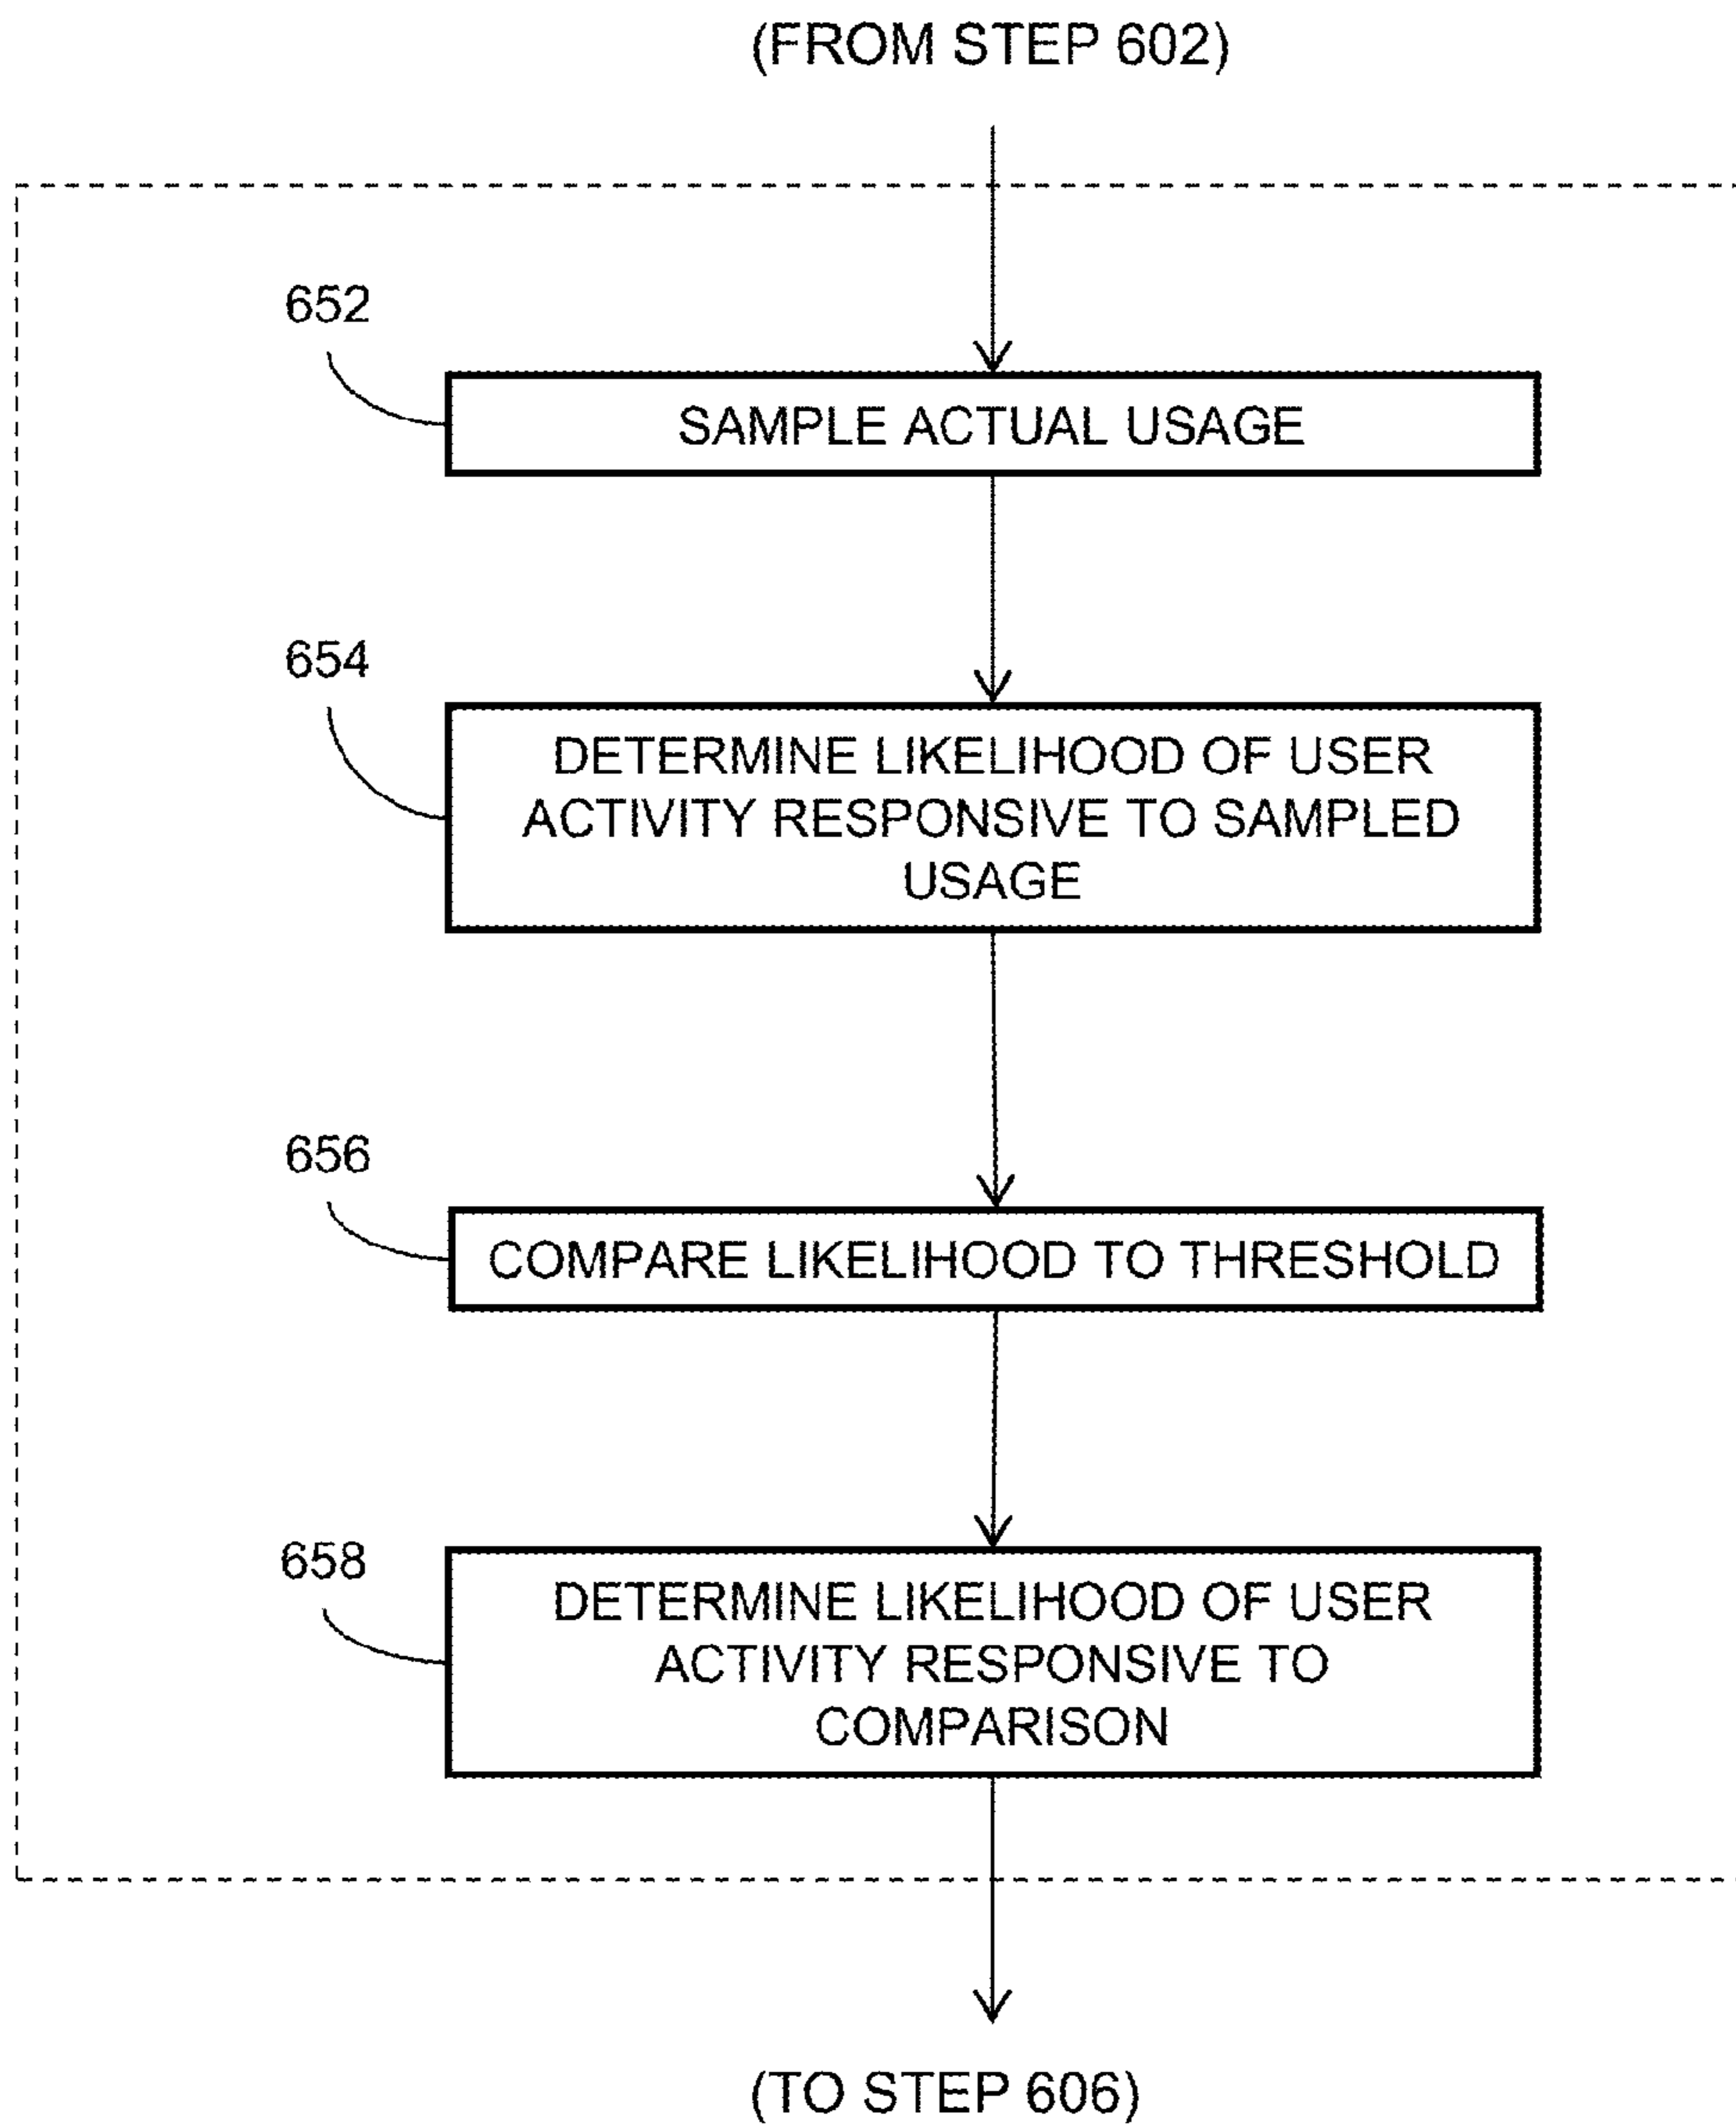 (FROM STEP 602)
652
SAMPLE ACTUAL USAGE
654
DETERMINE LIKELIHOOD OF USER
ACTIVITY RESPONSIVE TO SAMPLED
USAGE
656
COMPARE LIKELIHOOD TO THRESHOLD
658
DETERMINE LIKELIHOOD OF USER
ACTIVITY RESPONSIVE TO
COMPARISON
(TO STEP 606)